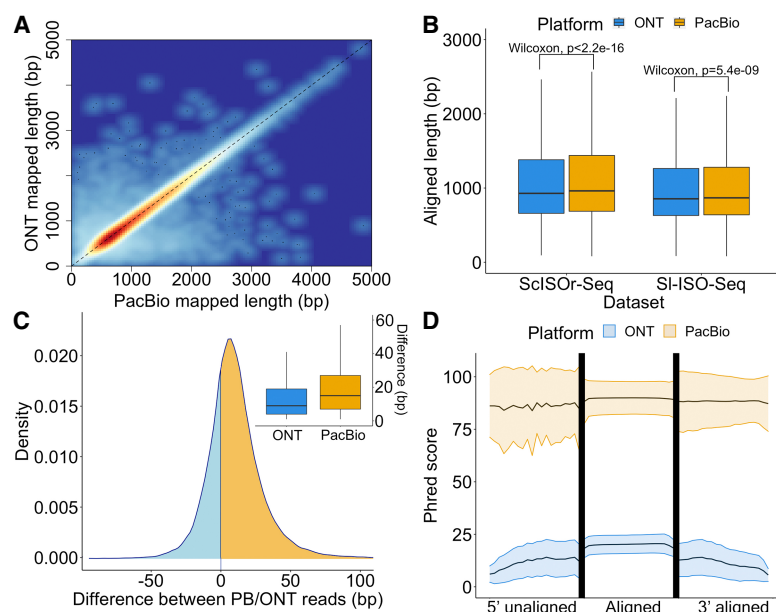 A
ONT mapped length (bp)
5000
3000
1000
0
0 1000 2000 3000 4000 5000
PacBio mapped length (bp)
B
Platform ONT PacBio
Aligned length (bp)
3000
2000
1000
0
Wilcoxon, p<2.2e-16
Wilcoxon, p=5.4e-09
ScISOr-Seq Sl-ISO-Seq
Dataset
C
Density
0.020
0.015
0.010
0.005
0.000
-50 0 50 100
Difference between PB/ONT reads (bp)
60
40
20
0
Difference (bp)
ONT PacBio
D
Platform ONT PacBio
Phred score
100
75
50
25
0
5' unaligned Aligned 3' aligned